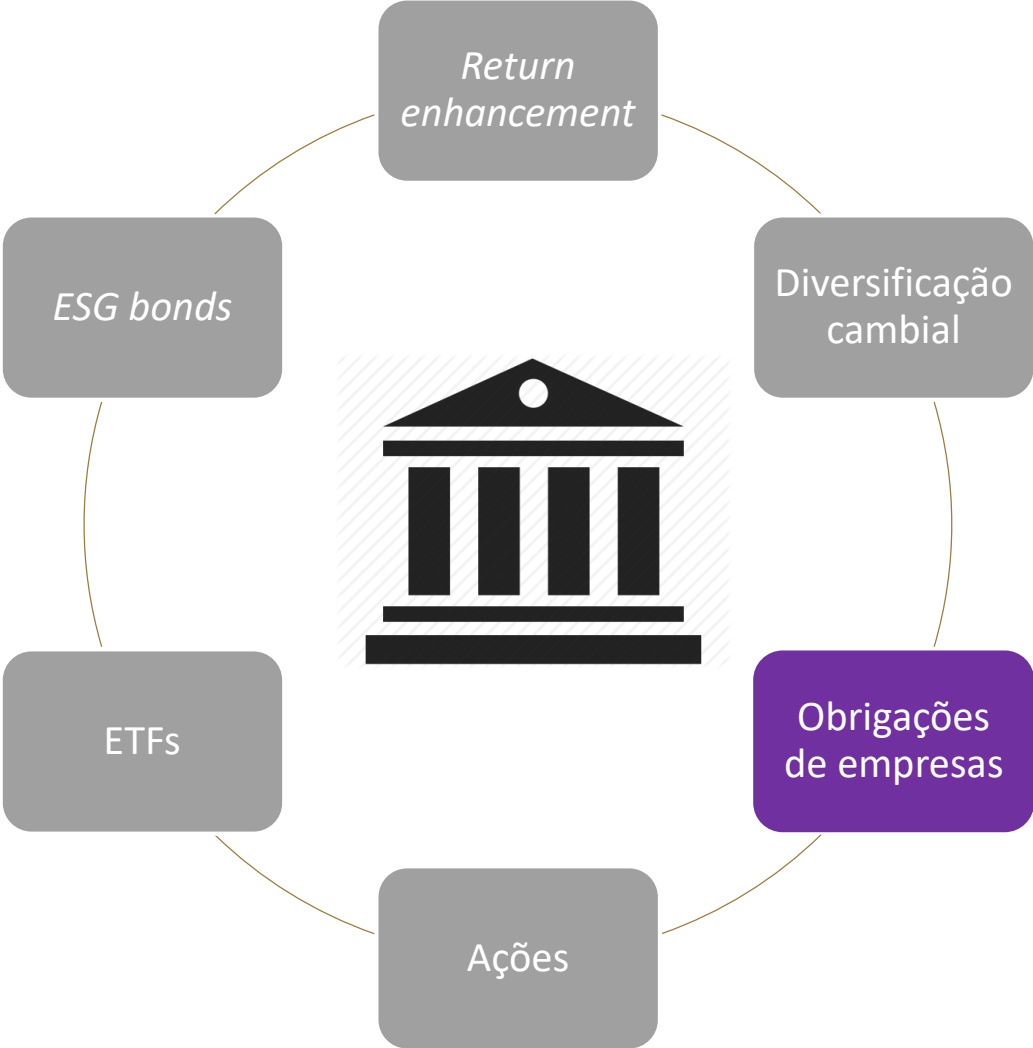 Return
enhancement
Diversificação
cambial
Obrigações
de empresas
Ações
ETFs
ESG bonds